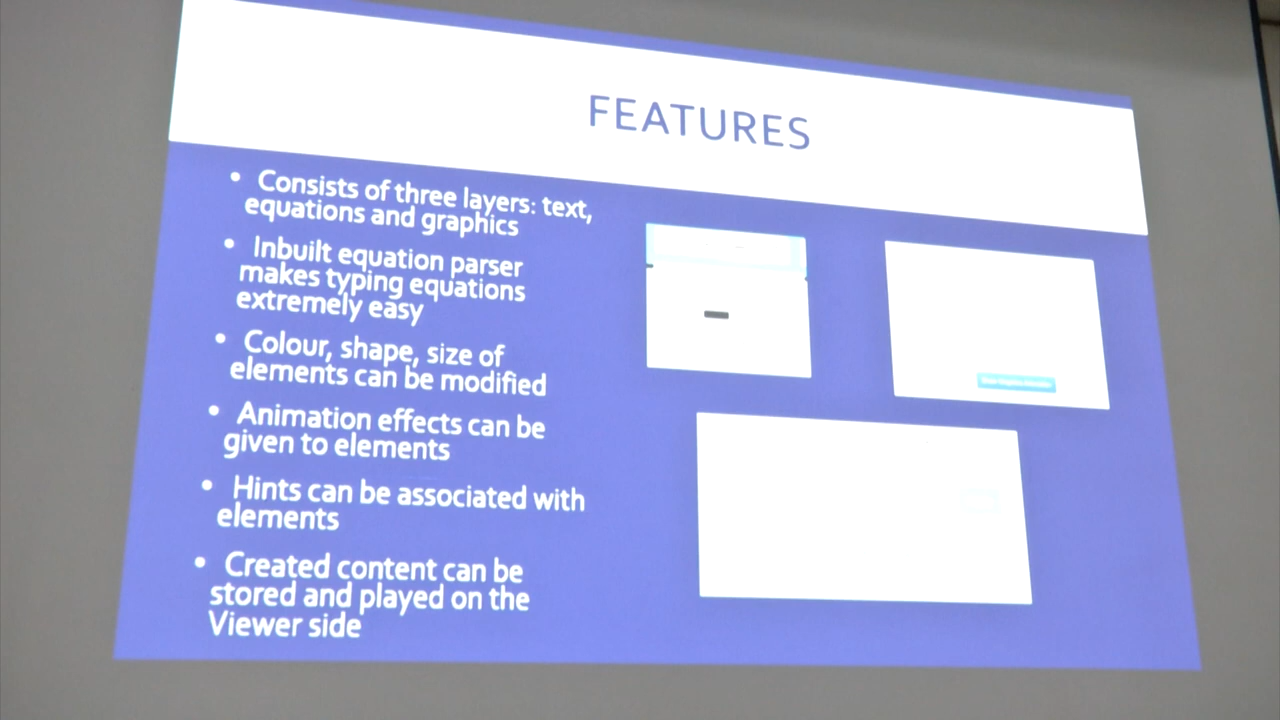 FEATURES
• Consists of three layers: text,
equations and graphics
• Inbuilt equation parser
makes typing equations
extremely easy
• Colour, shape, size of
elements can be modified
• Animation effects can be
given to elements
• Hints can be associated with
elements
• Created content can be
stored and played on the
Viewer side